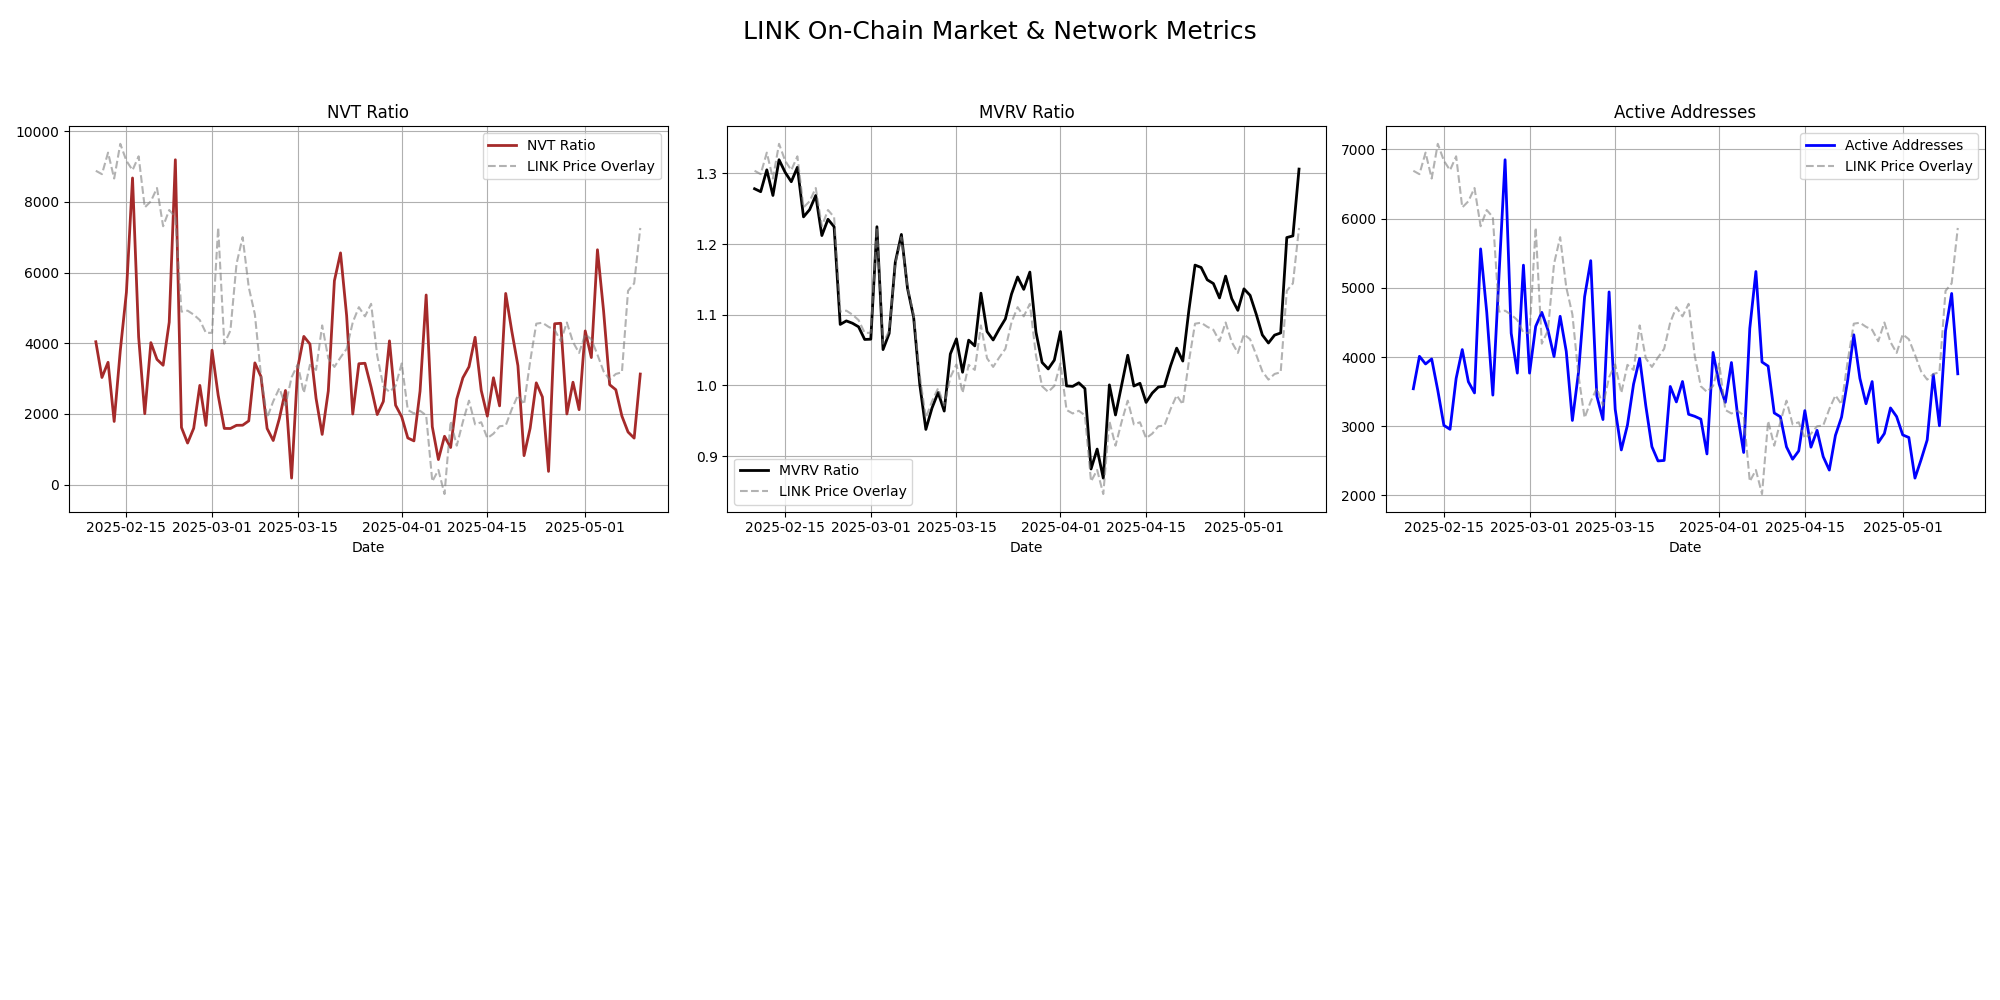 LINK On-Chain Market & Network Metrics
NVT Ratio
10000
8000
6000
4000
2000
0
NVT Ratio
LINK Price Overlay
2025-02-15 2025-03-01 2025-03-15 2025-04-01 2025-04-15 2025-05-01
Date
MVRV Ratio
1.3
1.2
1.1
1.0
0.9
MVRV Ratio
LINK Price Overlay
2025-02-15 2025-03-01 2025-03-15 2025-04-01 2025-04-15 2025-05-01
Date
Active Addresses
7000
6000
5000
4000
3000
2000
Active Addresses
LINK Price Overlay
2025-02-15 2025-03-01 2025-03-15 2025-04-01 2025-04-15 2025-05-01
Date